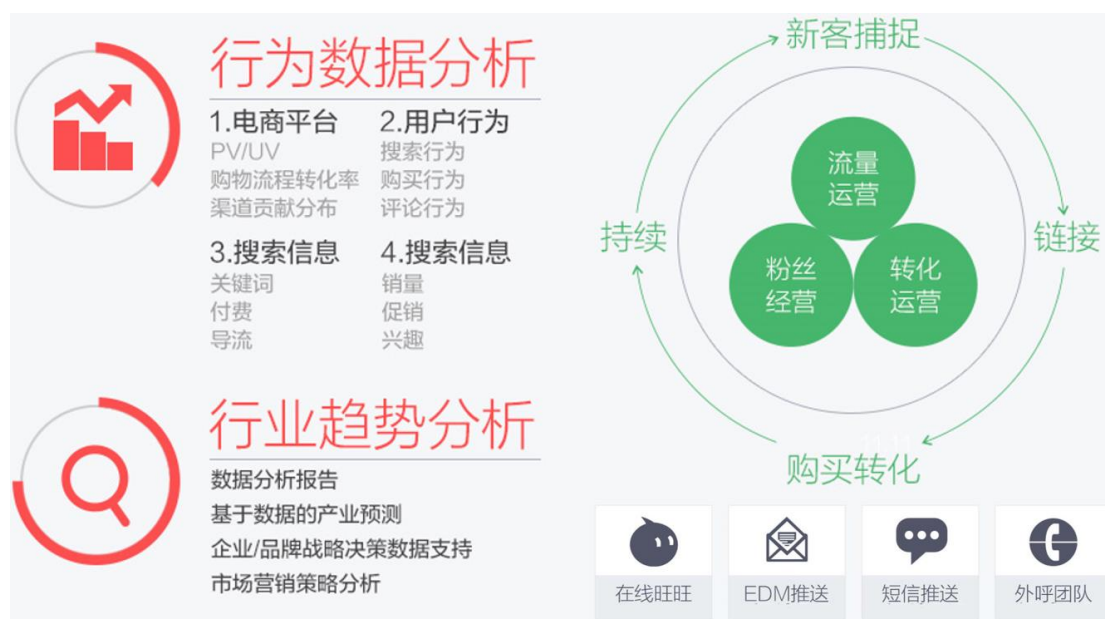 行为数据分析
1.电商平台
PV/UV
购物流程转化率
渠道贡献分布
2.用户行为
搜索行为
购买行为
评论行为
3.搜索信息
关键词
付费
导流
4.搜索信息
销量
促销
兴趣
行业趋势分析
数据分析报告
基于数据的产业预测
企业/品牌战略决策数据支持
市场营销策略分析
新客捕捉
链接
购买转化
持续
流量
运营
粉丝
经营
转化
运营
在线旺旺
EDM推送
短信推送
外呼团队